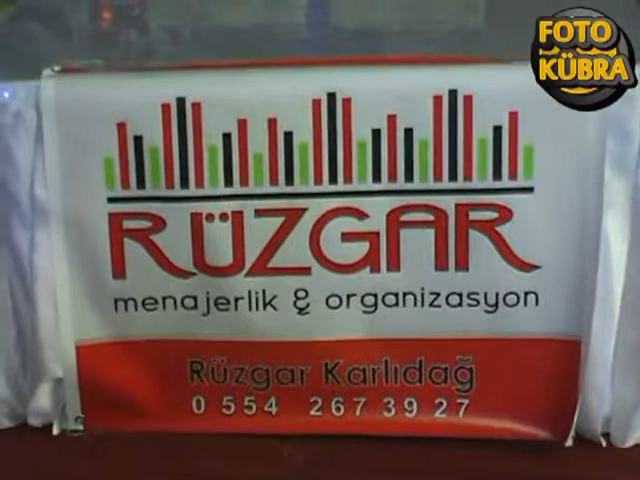 FOTO
KÜBRA
RÜZGAR
menajerlik & organizasyon
Rüzgar Karlıdağ
0 554 267 39 27